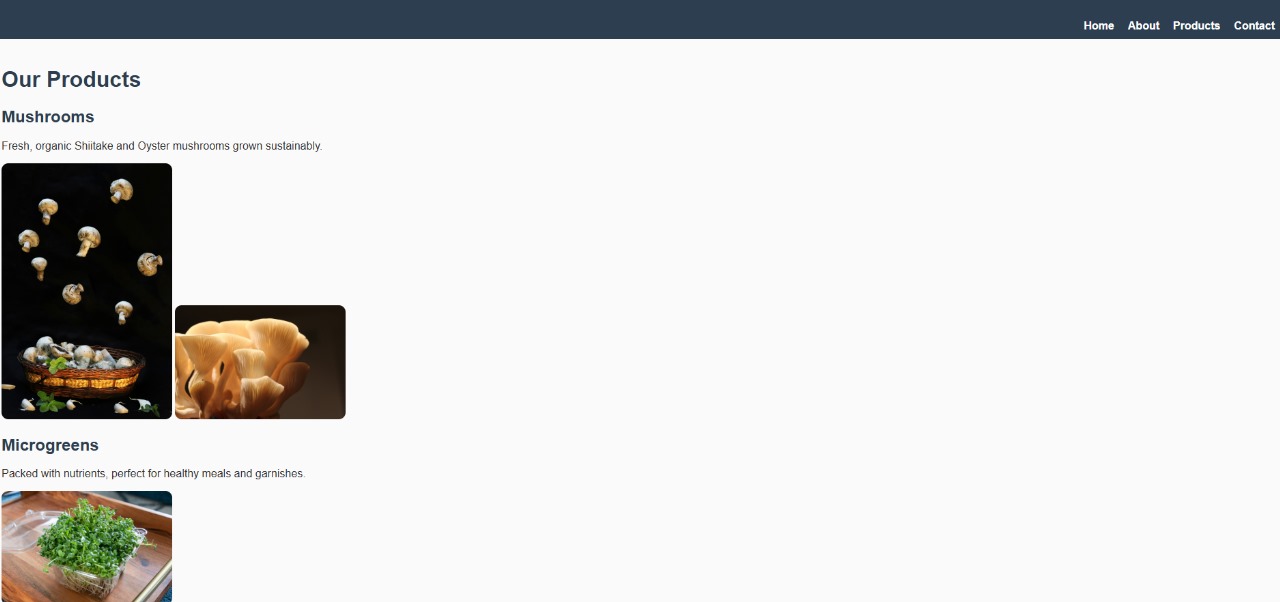 Home About Products Contact
Our Products
Mushrooms
Fresh, organic Shiitake and Oyster mushrooms grown sustainably.
Microgreens
Packed with nutrients, perfect for healthy meals and garnishes.